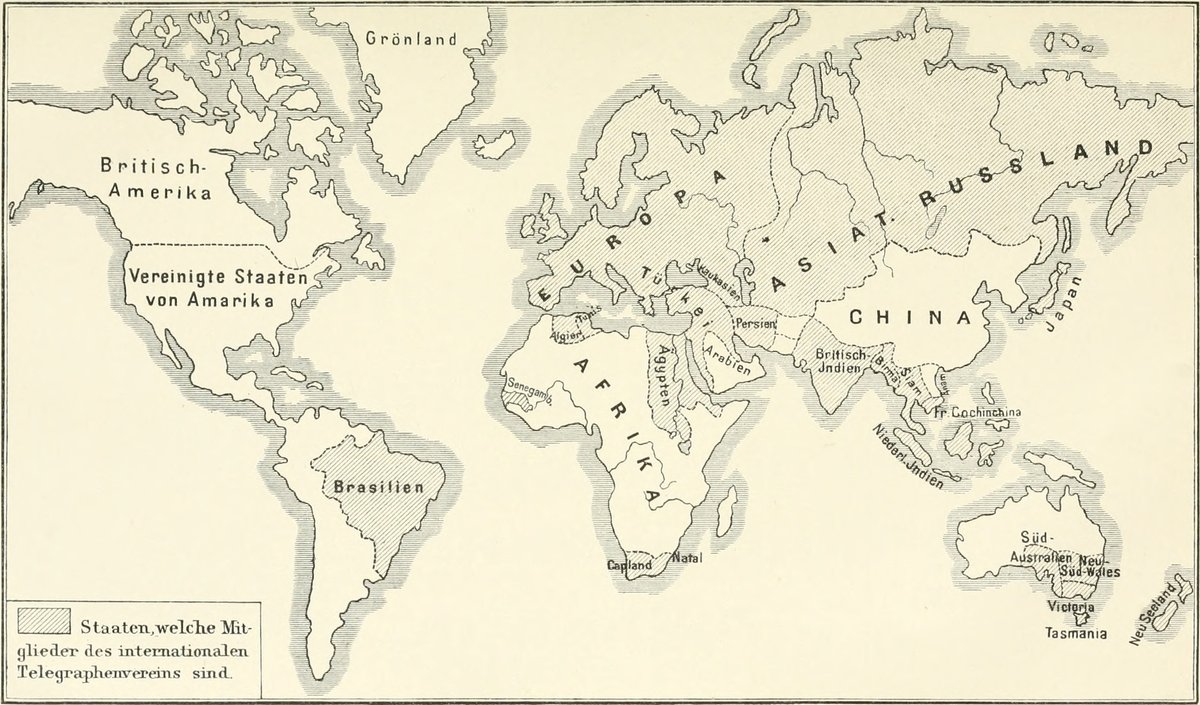 Grönland
Britisch-
Amerika
Vereinigte Staaten
von Amarika
Brasilien
EUROPA
ASIAT. RUSSLAND
Kaukasien
Türkei
Persien
CHINA
Japan
Tunis
Algier
Ägypten
Arabien
Britisch-
Jndien
Birma
Siam
Anam
Senegamb.
AFRIKA
Fr. Cochinchina
Niederl. Jndien
Capland
Natal
Süd-
Australien
Neu-
Süd-Wales
Victoria
Tasmania
Neu Seeland
Staaten, welche Mit-
glieder des internationalen
Telegraphenvereins sind.